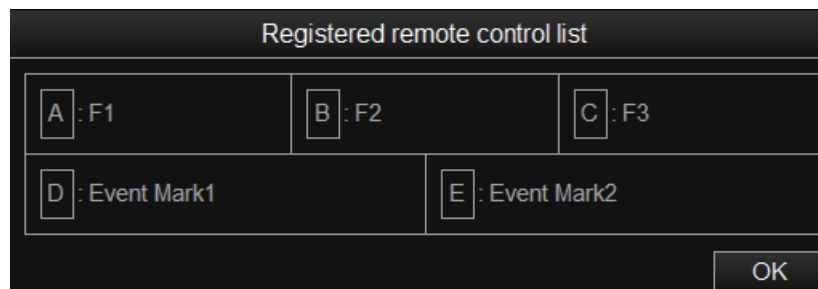 Registered remote control list
A : F1 B : F2 C : F3
D : Event Mark1 E : Event Mark2
OK